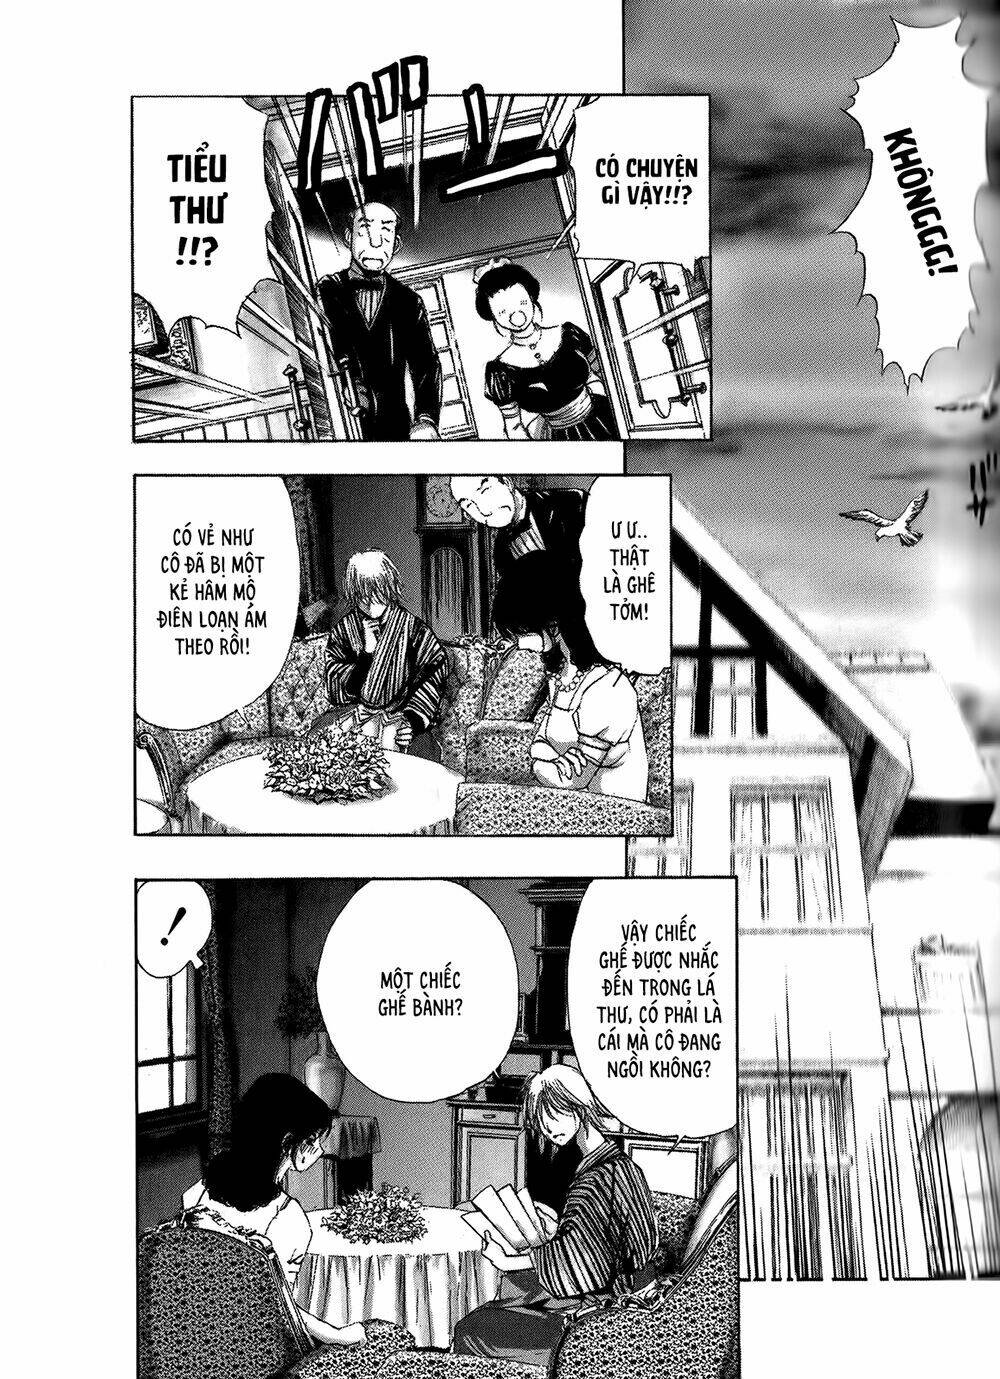 KHÔNGGG!
CÓ CHUYỆN
GÌ VẬY!!?
TIỂU
THƯ
!!?
Ư Ư..
THẬT
LÀ GHÊ
TỞM!
CÓ VẺ NHƯ
CÔ ĐÃ BỊ MỘT
KẺ HÂM MỘ
ĐIÊN LOẠN ÁM
THEO RỒI!
VẬY CHIẾC
GHẾ ĐƯỢC NHẮC
ĐẾN TRONG LÁ
THƯ, CÓ PHẢI LÀ
CÁI MÀ CÔ ĐANG
NGỒI KHÔNG?
MỘT CHIẾC
GHẾ BÀNH?
!